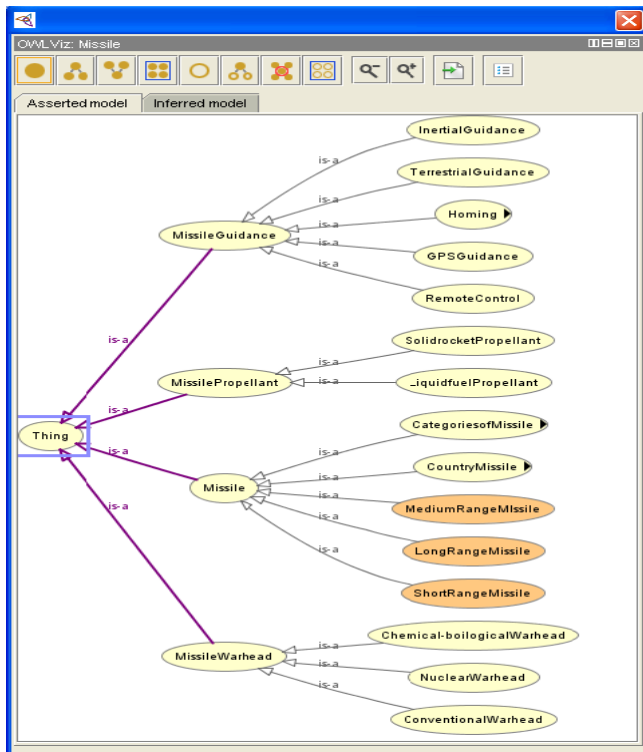 OWLViz: Missile
Asserted model
Inferred model
InertialGuidance
is-a
TerrestrialGuidance
is-a
Homing
is-a
MissileGuidance
GPSGuidance
is-a
is-a
RemoteControl
is-a
SolidrocketPropellant
is-a
MissilePropellant
is-a
LiquidfuelPropellant
is-a
CategoriesofMissile
Thing
is-a
is-a
CountryMissile
is-a
Missile
is-a
MediumRangeMIssile
is-a
is-a
LongRangeMissile
is-a
ShortRangeMissile
Chemical-boilogicalWarhead
is-a
MissileWarhead
is-a
NuclearWarhead
is-a
ConventionalWarhead